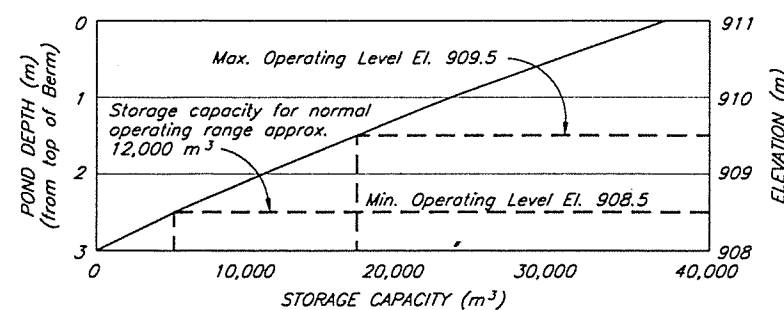 0
911
Max. Operating Level El. 909.5
POND DEPTH (m)
(from top of Berm)
1
910
Storage capacity for normal
operating range approx.
12,000 m³
2
909
ELEVATION (m)
Min. Operating Level El. 908.5
3
908
0
10,000
20,000
30,000
40,000
STORAGE CAPACITY (m³)